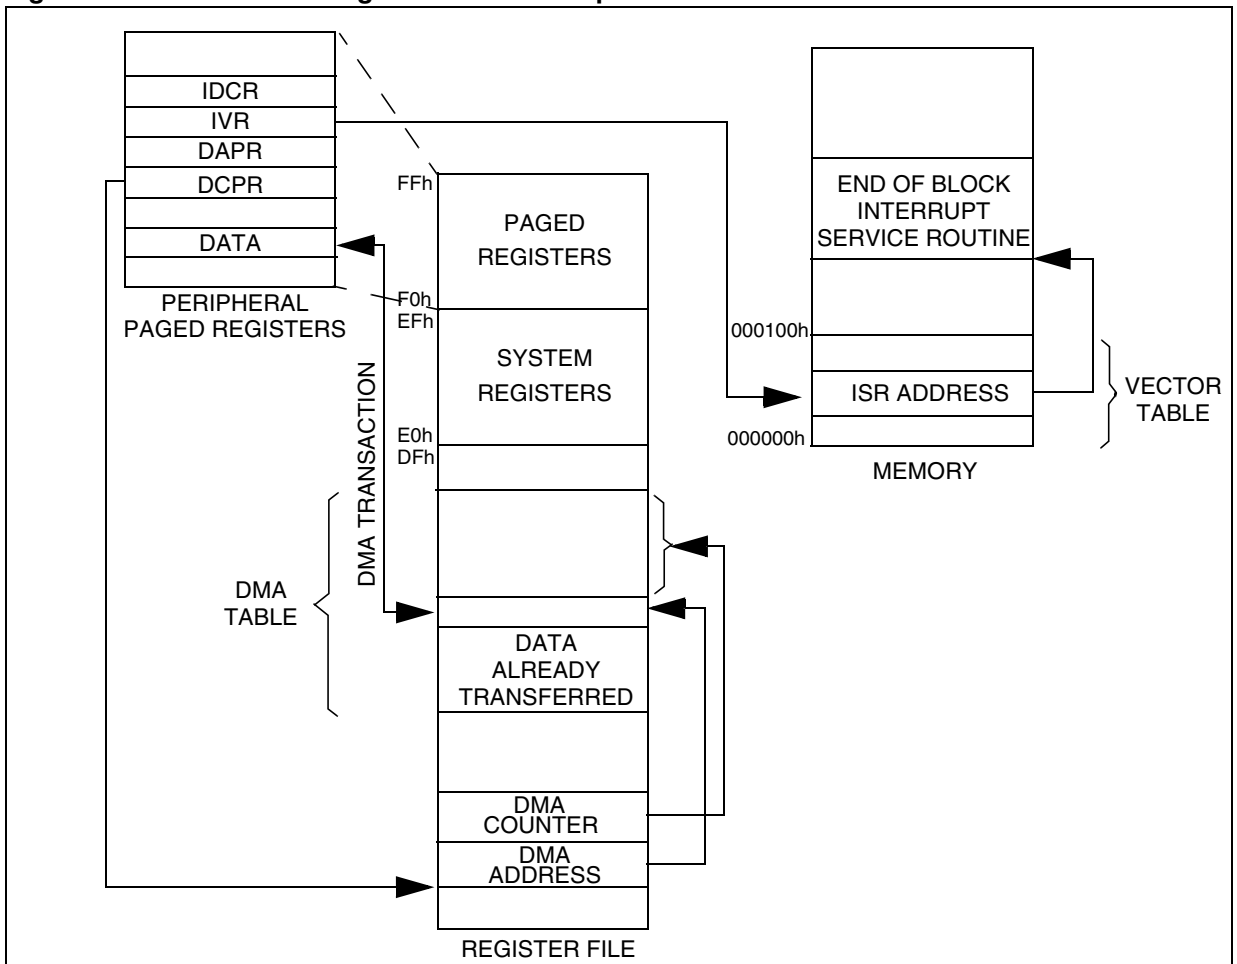 IDCR
IVR
DAPR
DCPR
DATA
PERIPHERAL
PAGED REGISTERS
FFh
PAGED
REGISTERS
F0h
EFh
SYSTEM
REGISTERS
E0h
DFh
DMA TRANSACTION
DMA
TABLE
DATA
ALREADY
TRANSFERRED
DMA
COUNTER
DMA
ADDRESS
REGISTER FILE
END OF BLOCK
INTERRUPT
SERVICE ROUTINE
000100h
ISR ADDRESS
000000h
VECTOR
TABLE
MEMORY